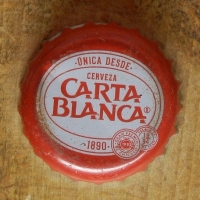 ·ÚNICA DESDE·
CERVEZA
CARTA
BLANCA
·1890·